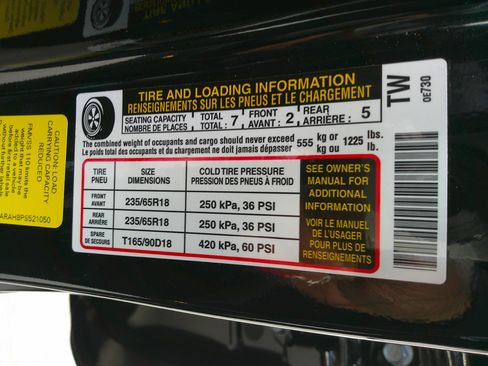 TIRE AND LOADING INFORMATION
RENSEIGNEMENTS SUR LES PNEUS ET LE CHARGEMENT
SEATING CAPACITY TOTAL 7 FRONT 2 REAR 5
NOMBRE DE PLACES TOTAL AVANT ARRIÈRE
The combined weight of occupants and cargo should never exceed 555 kg or 1225 lbs.
Le poids total des occupants et du chargement ne doit jamais dépasser kg ou lb.
TIRE SIZE COLD TIRE PRESSURE
PNEU DIMENSIONS PRESSION DES PNEUS À FROID
FRONT
AVANT 235/65R18 250 kPa, 36 PSI
REAR
ARRIÈRE 235/65R18 250 kPa, 36 PSI
SPARE
DE SECOURS T165/90D18 420 kPa, 60 PSI
SEE OWNER'S
MANUAL FOR
ADDITIONAL
INFORMATION
VOIR LE MANUEL
DE L'USAGER
POUR PLUS DE
RENSEIGNEMENTS
TW
0E730
CAUTION: LOAD
CARRYING CAPACITY
REDUCED